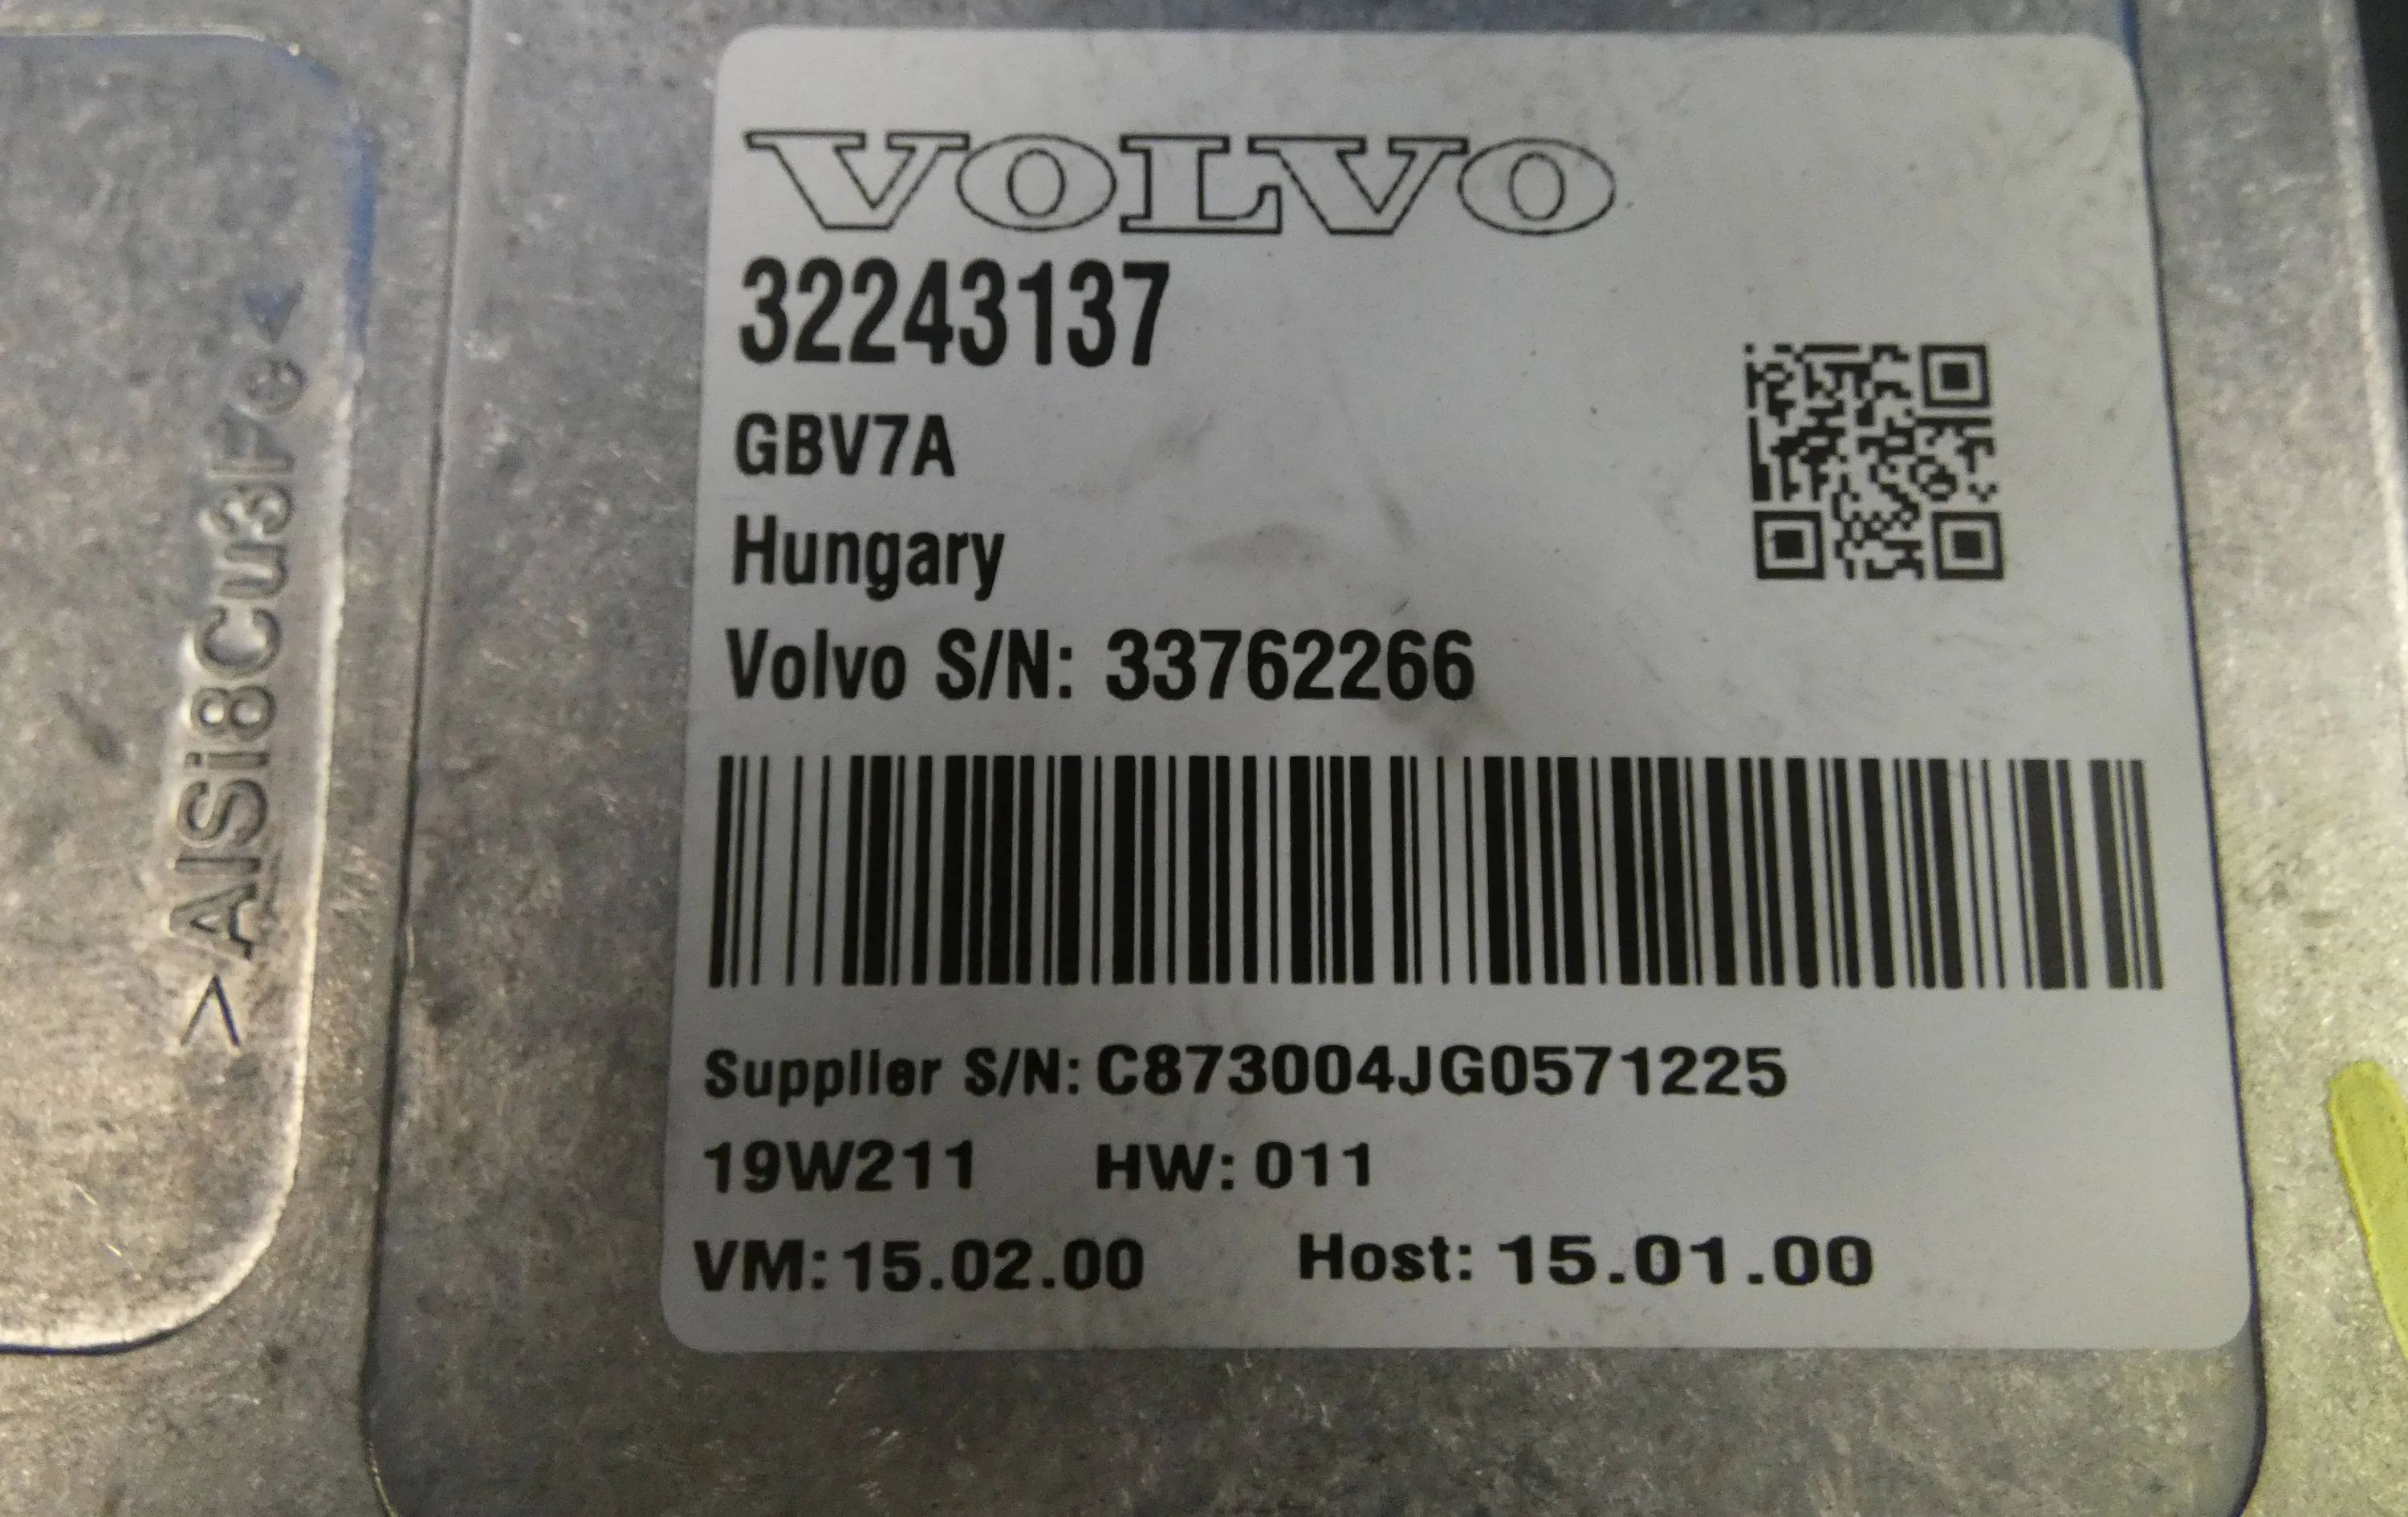 VOLVO
32243137
GBV7A
Hungary
Volvo S/N: 33762266
Supplier S/N: C873004JG0571225
19W211 HW: 011
VM: 15.02.00 Host: 15.01.00
>AlSi8Cu3Fe<